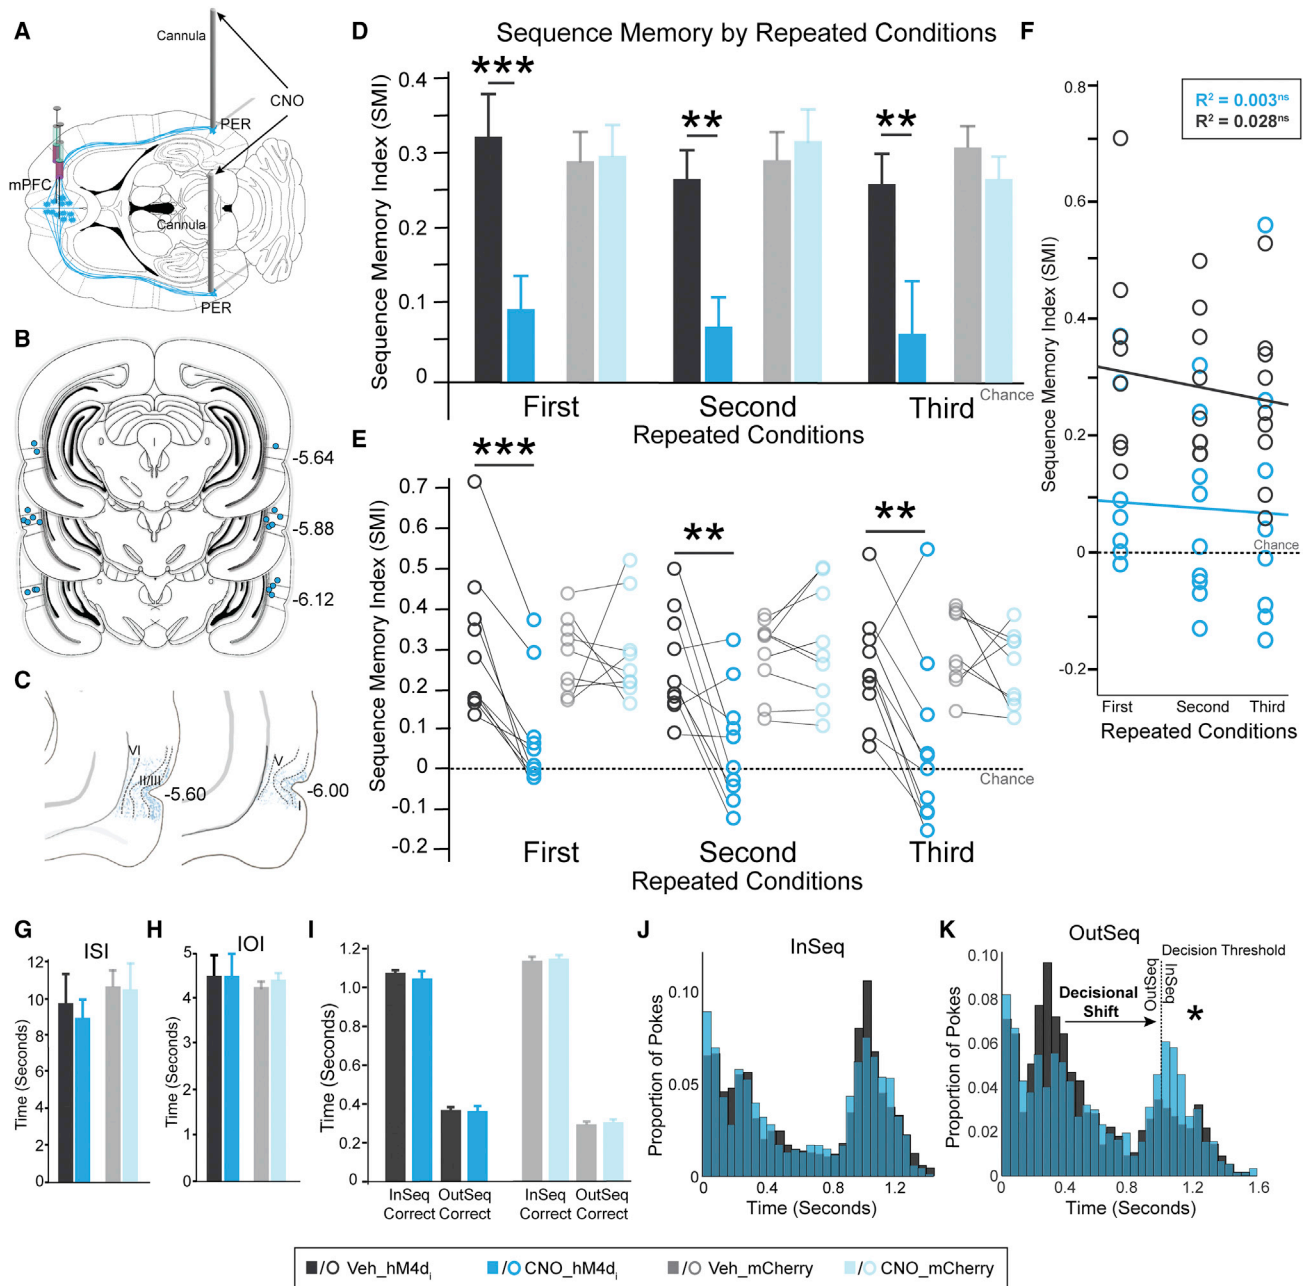 A
Cannula
CNO
PER
mPFC
Cannula
PER
B
-5.64
-5.88
-6.12
C
VI
II/III
-5.60
V
I
-6.00
D
Sequence Memory by Repeated Conditions
Sequence Memory Index (SMI)
0.4
0.3
0.2
0.1
0
***
**
**
Chance
First
Second
Third
Repeated Conditions
E
Sequence Memory Index (SMI)
0.7
0.6
0.5
0.4
0.3
0.2
0.1
0
-0.1
-0.2
***
**
**
Chance
First
Second
Third
Repeated Conditions
F
Sequence Memory Index (SMI)
0.8
0.6
0.4
0.2
0
-0.2
R² = 0.003ⁿˢ
R² = 0.028ⁿˢ
Chance
First
Second
Third
Repeated Conditions
G
ISI
Time (Seconds)
12
10
8
6
4
2
0
H
IOI
Time (Seconds)
5
4
3
2
1
0
I
Time (Seconds)
1.2
1.0
0.8
0.6
0.4
0.2
0
InSeq OutSeq
Correct Correct
InSeq OutSeq
Correct Correct
J
InSeq
Proportion of Pokes
0.10
0.05
0
0 0.4 0.8 1.2
Time (Seconds)
K
OutSeq
Decision Threshold
OutSeq
InSeq
Decisional
Shift
*
Proportion of Pokes
0.10
0.08
0.06
0.04
0.02
0
0 0.4 0.8 1.2 1.6
Time (Seconds)
/O Veh_hM4dᵢ
/O CNO_hM4dᵢ
/O Veh_mCherry
/O CNO_mCherry